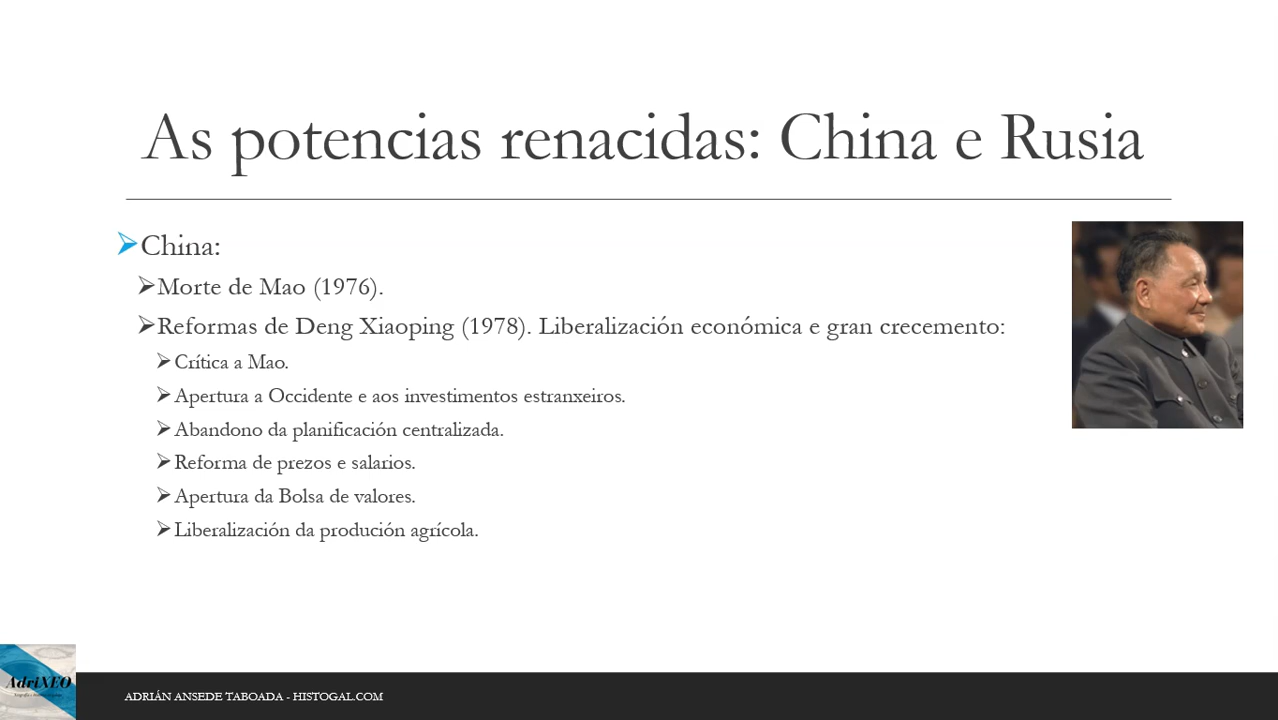 As potencias renacidas: China e Rusia
China:
Morte de Mao (1976).
Reformas de Deng Xiaoping (1978). Liberalización económica e gran crecemento:
Crítica a Mao.
Apertura a Occidente e aos investimentos estranxeiros.
Abandono da planificación centralizada.
Reforma de prezos e salarios.
Apertura da Bolsa de valores.
Liberalización da produción agrícola.
AdriXEO
ADRIÁN ANSEDE TABOADA - HISTOGAL.COM